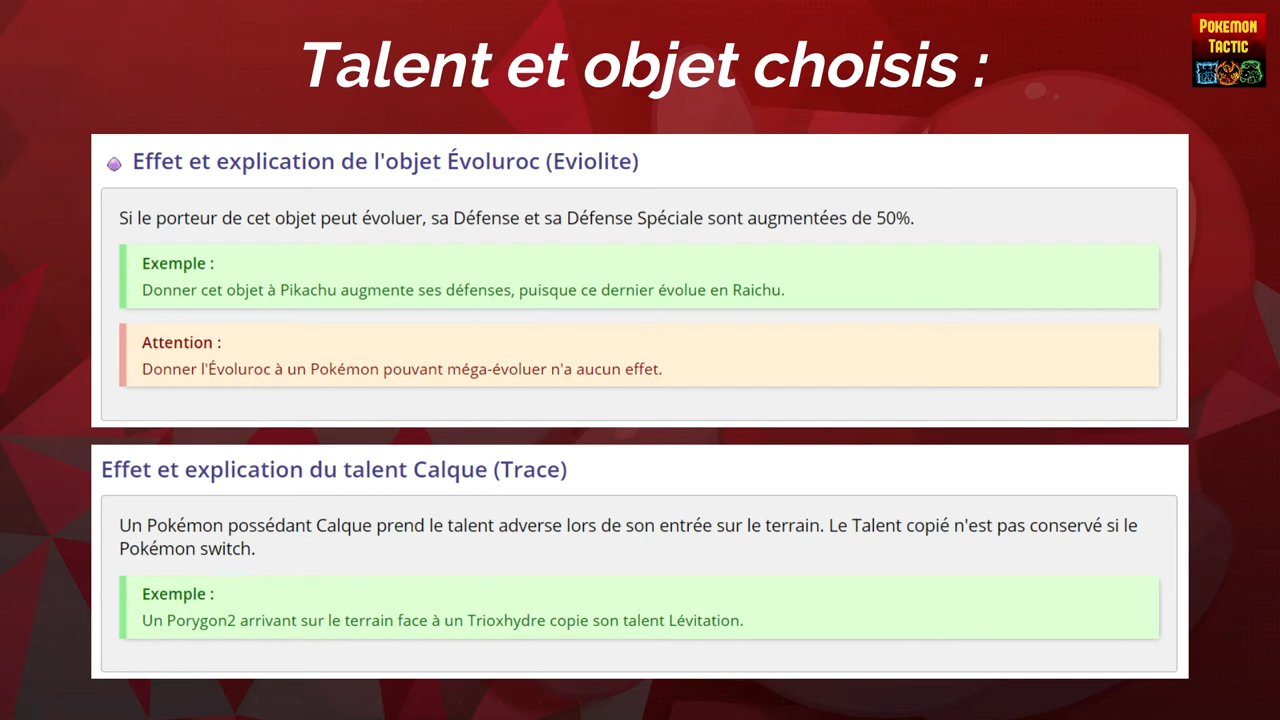 Talent et objet choisis :
POKEMON
TACTIC
Effet et explication de l'objet Évoluroc (Eviolite)
Si le porteur de cet objet peut évoluer, sa Défense et sa Défense Spéciale sont augmentées de 50%.
Exemple :
Donner cet objet à Pikachu augmente ses défenses, puisque ce dernier évolue en Raichu.
Attention :
Donner l'Évoluroc à un Pokémon pouvant méga-évoluer n'a aucun effet.
Effet et explication du talent Calque (Trace)
Un Pokémon possédant Calque prend le talent adverse lors de son entrée sur le terrain. Le Talent copié n'est pas conservé si le
Pokémon switch.
Exemple :
Un Porygon2 arrivant sur le terrain face à un Trioxhydre copie son talent Lévitation.